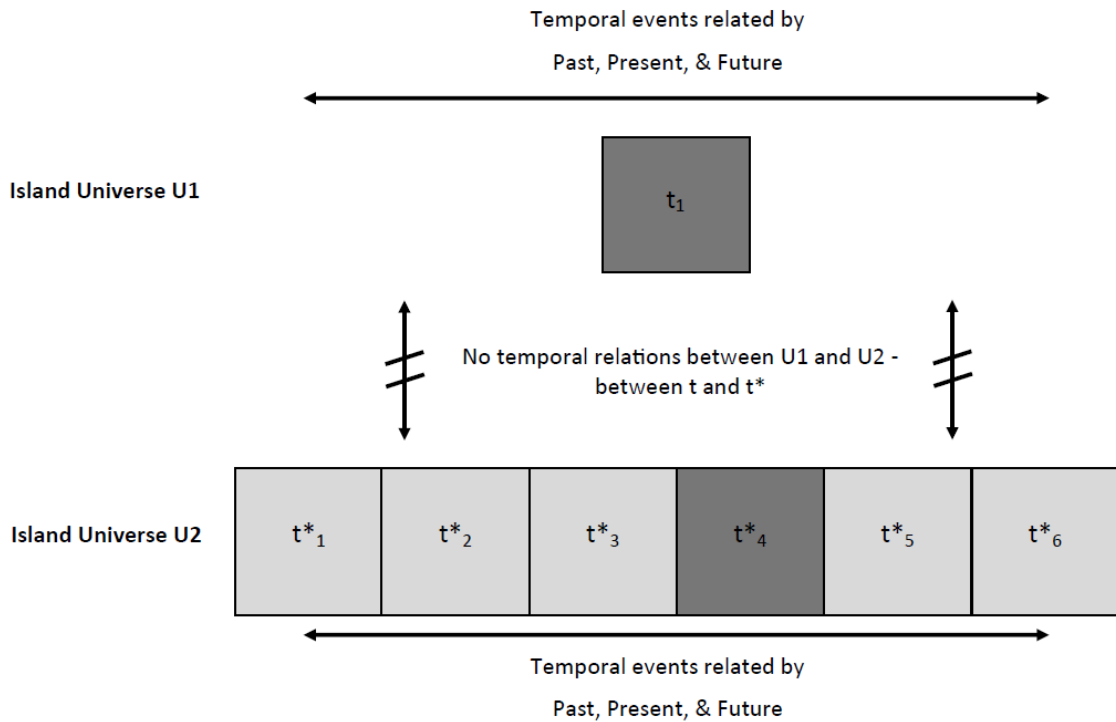 Temporal events related by
Past, Present, & Future
Island Universe U1
t₁
No temporal relations between U1 and U2 -
between t and t*
Island Universe U2
t*₁ t*₂ t*₃ t*₄ t*₅ t*₆
Temporal events related by
Past, Present, & Future